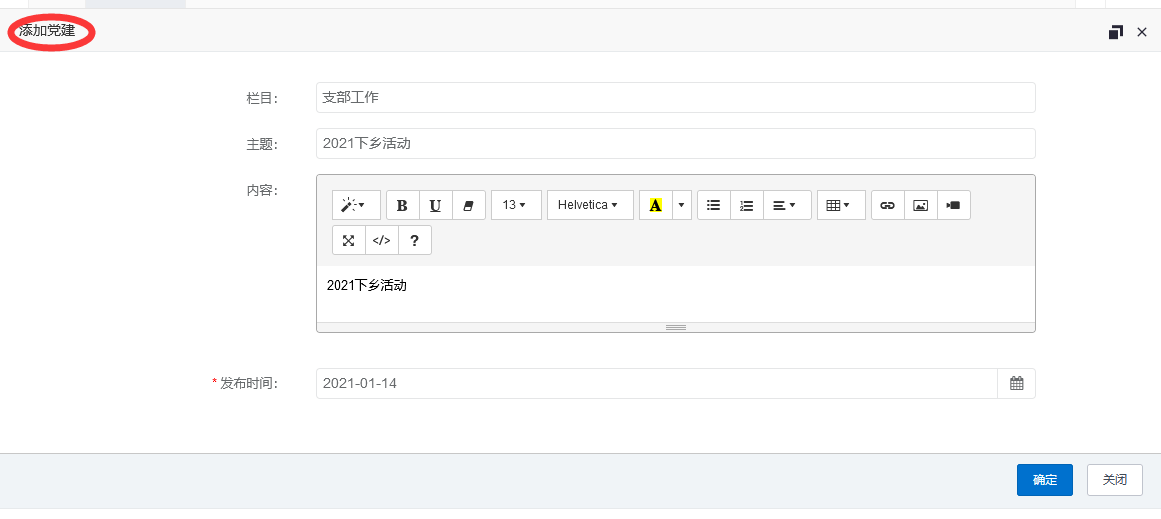 添加党建
栏目:
支部工作
主题:
2021下乡活动
内容:
B U 13 Helvetica A
</> ?
2021下乡活动
* 发布时间:
2021-01-14
确定 关闭